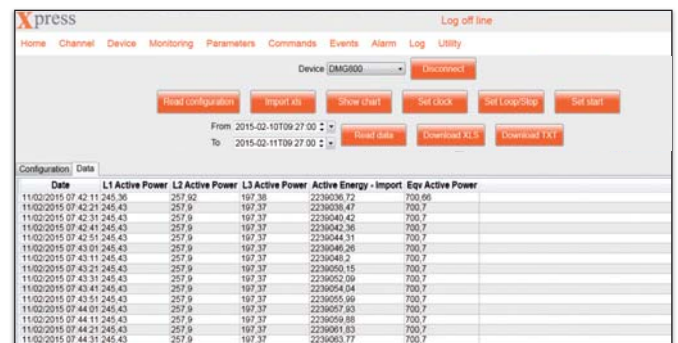 Xpress Log off line
Home Channel Device Monitoring Parameters Commands Events Alarm Log Utility
Device DMG800 Disconnect
Read configuration Import xls Show chart Set clock Set Loop/Stop Set start
From 2015-02-10T09:27:00
To 2015-02-11T09:27:00
Read data Download XLS Download TXT
Configuration Data
Date L1 Active Power L2 Active Power L3 Active Power Active Energy - Import Eqv Active Power
11/02/2015 07:42:11 245,36 257,92 197,38 2239036,72 700,66
11/02/2015 07:42:21 245,43 257,9 197,37 2239038,47 700,7
11/02/2015 07:42:31 245,43 257,9 197,37 2239040,42 700,7
11/02/2015 07:42:41 245,43 257,9 197,37 2239042,36 700,7
11/02/2015 07:42:51 245,43 257,9 197,37 2239044,31 700,7
11/02/2015 07:43:01 245,43 257,9 197,37 2239046,26 700,7
11/02/2015 07:43:11 245,43 257,9 197,37 2239048,2 700,7
11/02/2015 07:43:21 245,43 257,9 197,37 2239050,15 700,7
11/02/2015 07:43:31 245,43 257,9 197,37 2239052,09 700,7
11/02/2015 07:43:41 245,43 257,9 197,37 2239054,04 700,7
11/02/2015 07:43:51 245,43 257,9 197,37 2239055,99 700,7
11/02/2015 07:44:01 245,43 257,9 197,37 2239057,93 700,7
11/02/2015 07:44:11 245,43 257,9 197,37 2239059,88 700,7
11/02/2015 07:44:21 245,43 257,9 197,37 2239061,83 700,7
11/02/2015 07:44:31 245,43 257,9 197,37 2239063,77 700,7